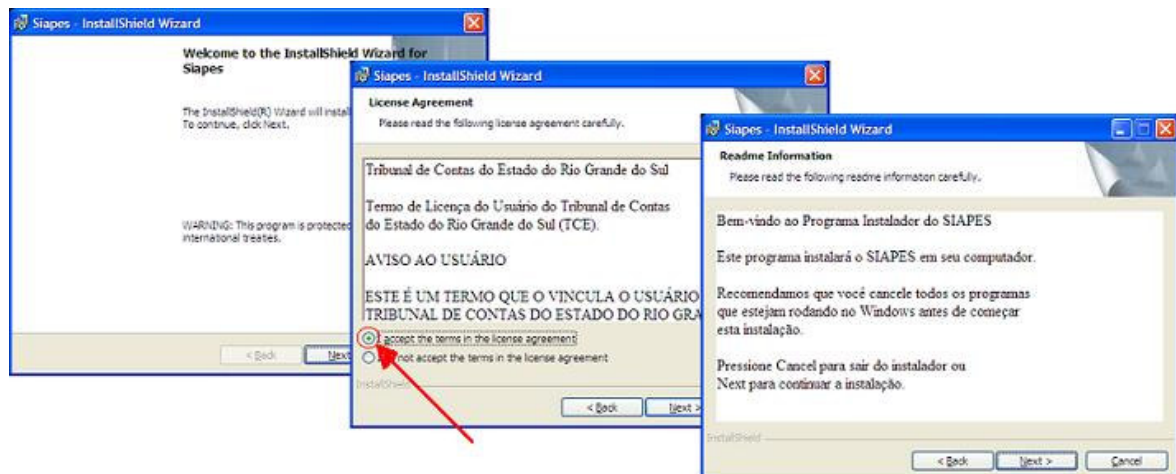 Siapes - InstallShield Wizard
Welcome to the InstallShield Wizard for
Siapes
The InstallShield(R) Wizard will install
To continue, click Next.
WARNING: This program is protected
international treaties.
< Back
Next
Siapes - InstallShield Wizard
License Agreement
Please read the following license agreement carefully.
Tribunal de Contas do Estado do Rio Grande do Sul
Termo de Licença do Usuário do Tribunal de Contas
do Estado do Rio Grande do Sul (TCE).
AVISO AO USUÁRIO
ESTE É UM TERMO QUE O VINCULA O USUÁRIO
TRIBUNAL DE CONTAS DO ESTADO DO RIO GRA
I accept the terms in the license agreement
not accept the terms in the license agreement
InstallShield
< Back
Next >
Siapes - InstallShield Wizard
Readme Information
Please read the following readme information carefully.
Bem-vindo ao Programa Instalador do SIAPES
Este programa instalará o SIAPES em seu computador.
Recomendamos que você cancele todos os programas
que estejam rodando no Windows antes de começar
esta instalação.
Pressione Cancel para sair do instalador ou
Next para continuar a instalação.
InstallShield
< Back
Next >
Cancel